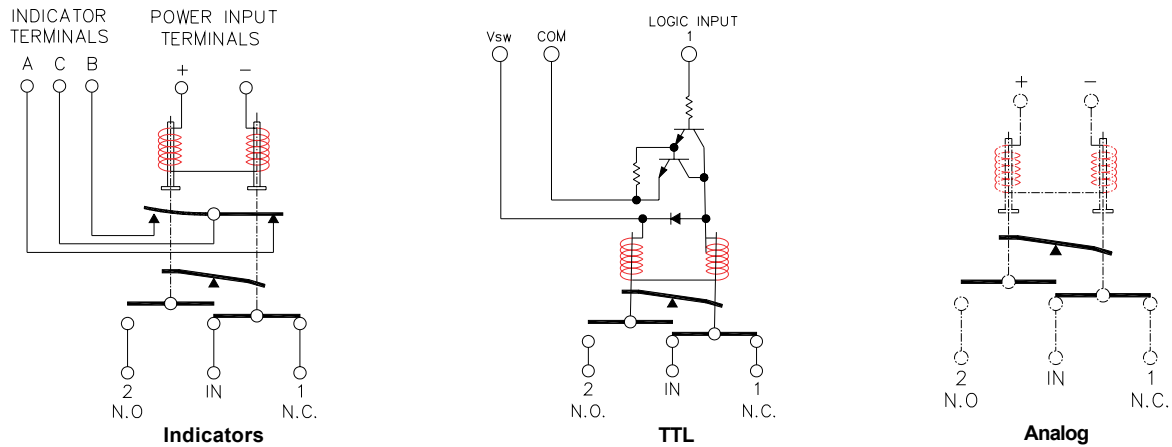 INDICATOR
TERMINALS
A C B
POWER INPUT
TERMINALS
+ −
2 IN 1
N.O N.C.
Indicators
Vsw COM
LOGIC INPUT
1
2 IN 1
N.O. N.C.
TTL
+ −
2 IN 1
N.O N.C.
Analog